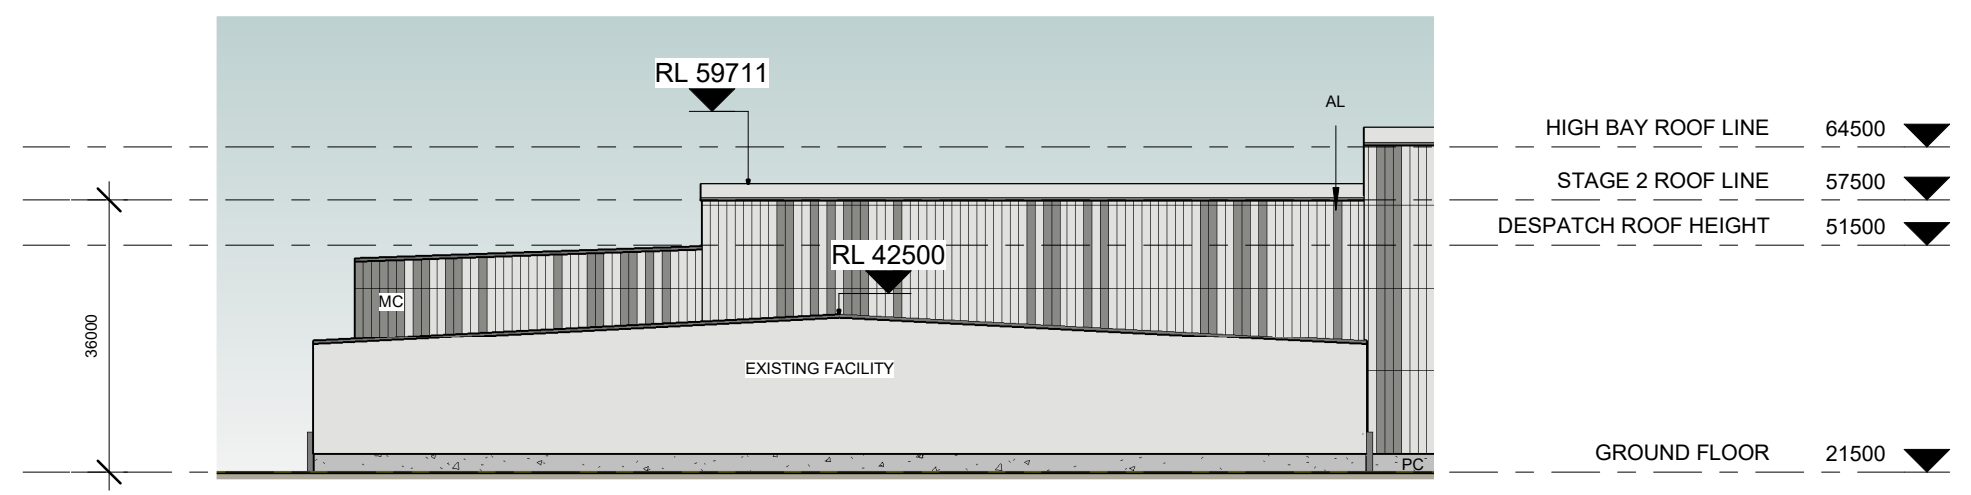 RL 59711
AL
HIGH BAY ROOF LINE 64500
STAGE 2 ROOF LINE 57500
DESPATCH ROOF HEIGHT 51500
RL 42500
MC
36000
EXISTING FACILITY
GROUND FLOOR 21500
PC